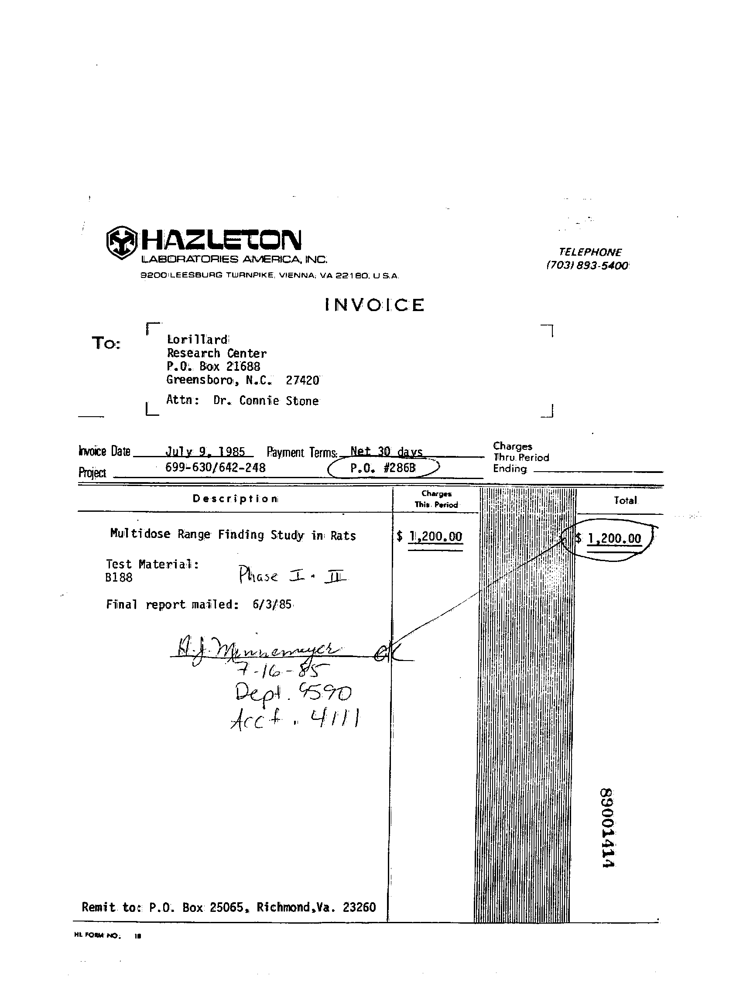 HAZLETON
LABORATORIES AMERICA, INC.
9200 LEESBURG TURNPIKE, VIENNA, VA 22180, U.S.A.
TELEPHONE
(703) 893-5400
INVOICE
To:
Lorillard
Research Center
P.O. Box 21688
Greensboro, N.C. 27420
Attn: Dr. Connie Stone
Invoice Date July 9, 1985 Payment Terms: Net 30 days
Charges
Thru Period
Ending
Project 699-630/642-248 P.O. #286B
Description
Charges
This Period
Total
Multidose Range Finding Study in Rats $ 1,200.00 $ 1,200.00
Test Material:
B188
Phase I - III
Final report mailed: 6/3/85
H.J. Minnemeyer OK
7-16-85
Dept. 9590
Acct. 4111
89001414
Remit to: P.O. Box 25065, Richmond,Va. 23260
HL FORM NO. 18